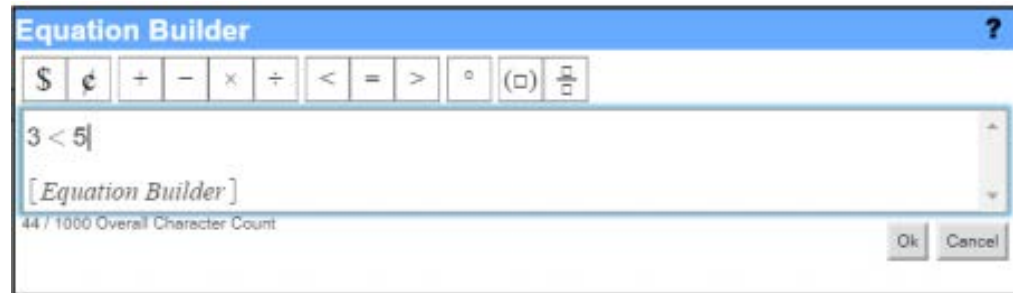 Equation Builder ?
$ ¢ + − × ÷ < = > ° (□) □/□
3 < 5
[Equation Builder]
44 / 1000 Overall Character Count
Ok Cancel